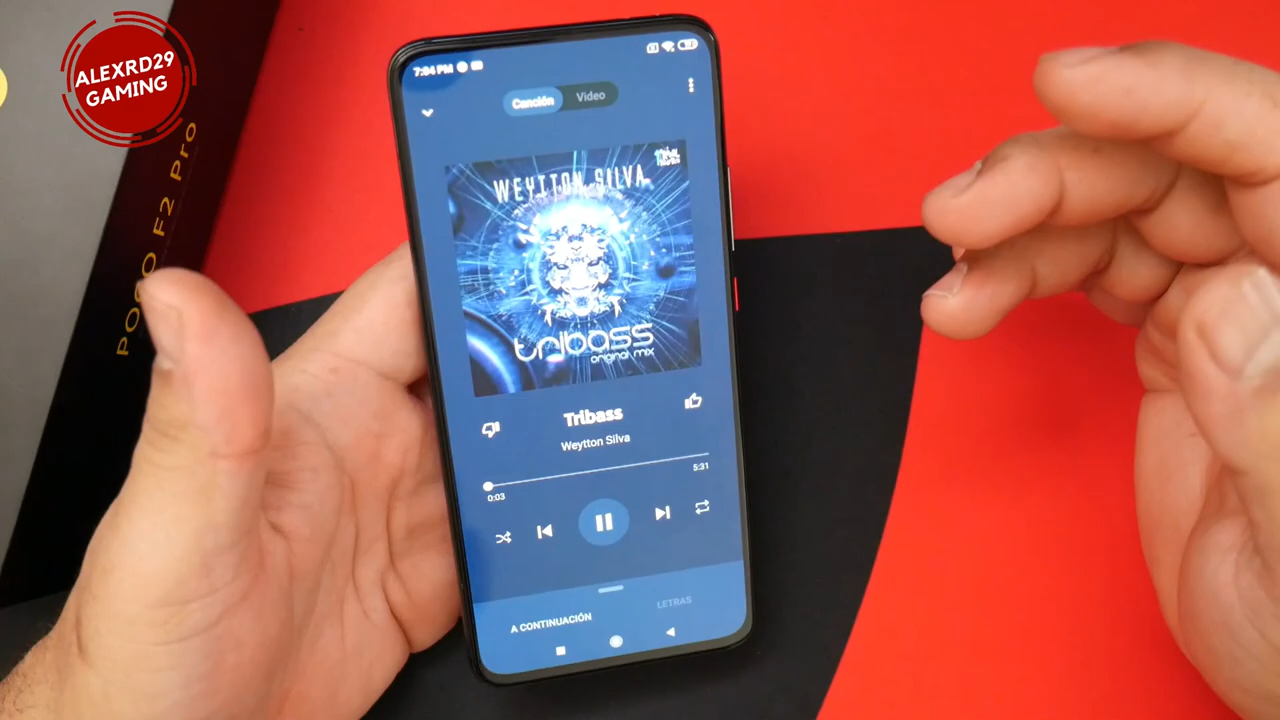 ALEXRD29
GAMING
POCO F2 Pro
7:04 PM
Canción
Video
WEYTTON SILVA
tribass
original mix
Tribass
Weytton Silva
0:03
5:31
A CONTINUACIÓN
LETRAS